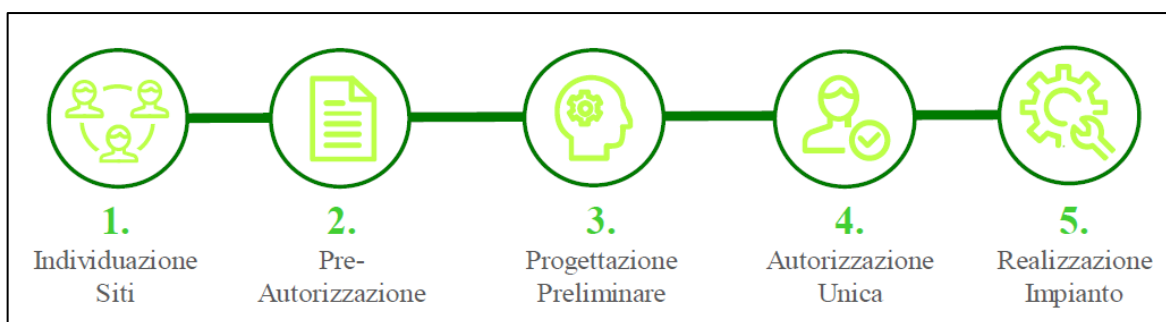 1.
Individuazione
Siti
2.
Pre-
Autorizzazione
3.
Progettazione
Preliminare
4.
Autorizzazione
Unica
5.
Realizzazione
Impianto